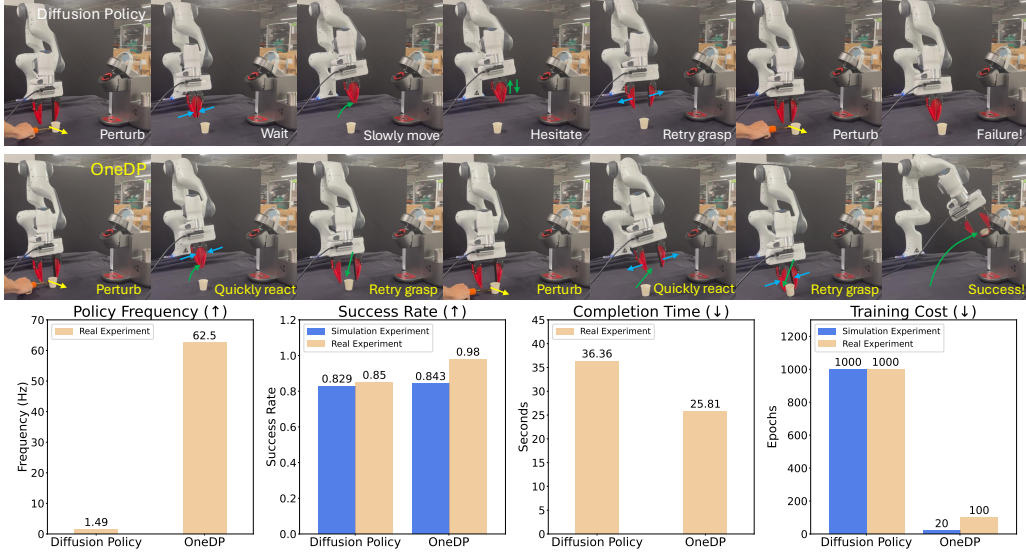 Diffusion Policy
Perturb
Wait
Slowly move
Hesitate
Retry grasp
Perturb
Failure!
OneDP
Perturb
Quickly react
Retry grasp
Perturb
Quickly react
Retry grasp
Success!
Policy Frequency (↑)
Real Experiment
Frequency (Hz)
70
60
50
40
30
20
10
0
1.49
62.5
Diffusion Policy
OneDP
Success Rate (↑)
Simulation Experiment
Real Experiment
Success Rate
1.2
1.0
0.8
0.6
0.4
0.2
0.0
0.829
0.85
0.843
0.98
Diffusion Policy
OneDP
Completion Time (↓)
Real Experiment
Seconds
45
40
35
30
25
20
15
10
5
0
36.36
25.81
Diffusion Policy
OneDP
Training Cost (↓)
Simulation Experiment
Real Experiment
Epochs
1200
1000
800
600
400
200
0
1000
1000
20
100
Diffusion Policy
OneDP